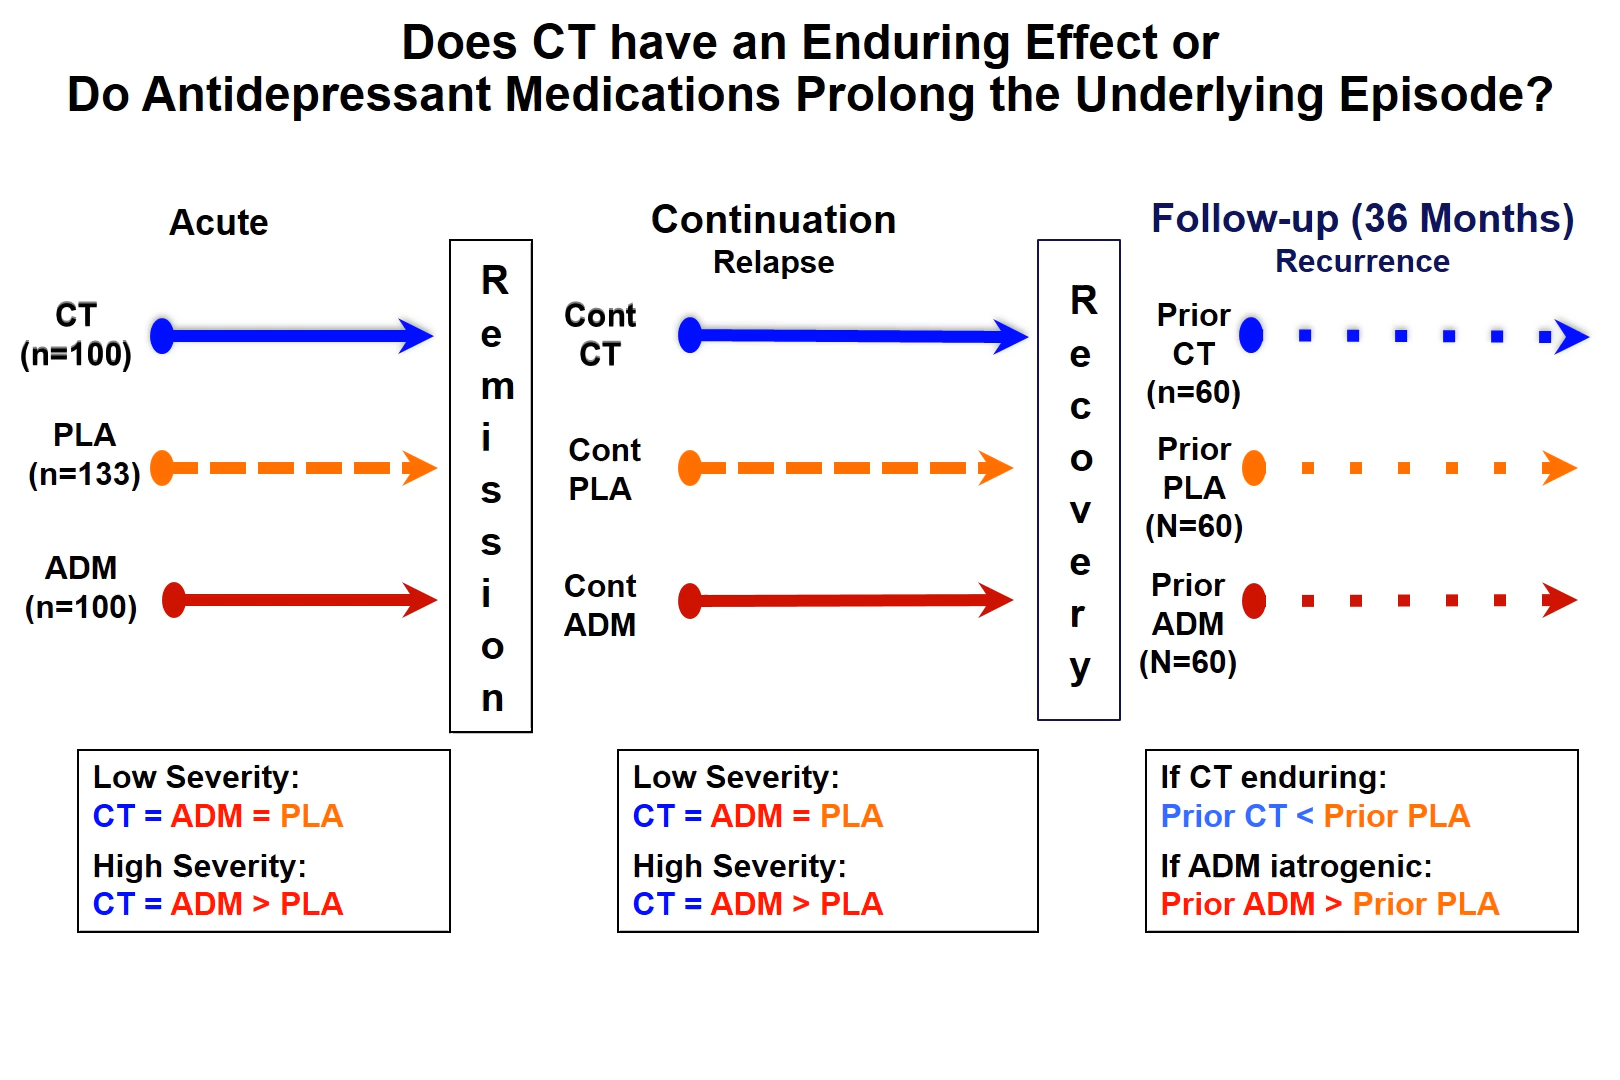 Does CT have an Enduring Effect or
Do Antidepressant Medications Prolong the Underlying Episode?
Acute
CT
(n=100)
PLA
(n=133)
ADM
(n=100)
Remission
Continuation
Relapse
Cont
CT
Cont
PLA
Cont
ADM
Recovery
Follow-up (36 Months)
Recurrence
Prior
CT
(n=60)
Prior
PLA
(N=60)
Prior
ADM
(N=60)
Low Severity:
CT = ADM = PLA
High Severity:
CT = ADM > PLA
Low Severity:
CT = ADM = PLA
High Severity:
CT = ADM > PLA
If CT enduring:
Prior CT < Prior PLA
If ADM iatrogenic:
Prior ADM > Prior PLA